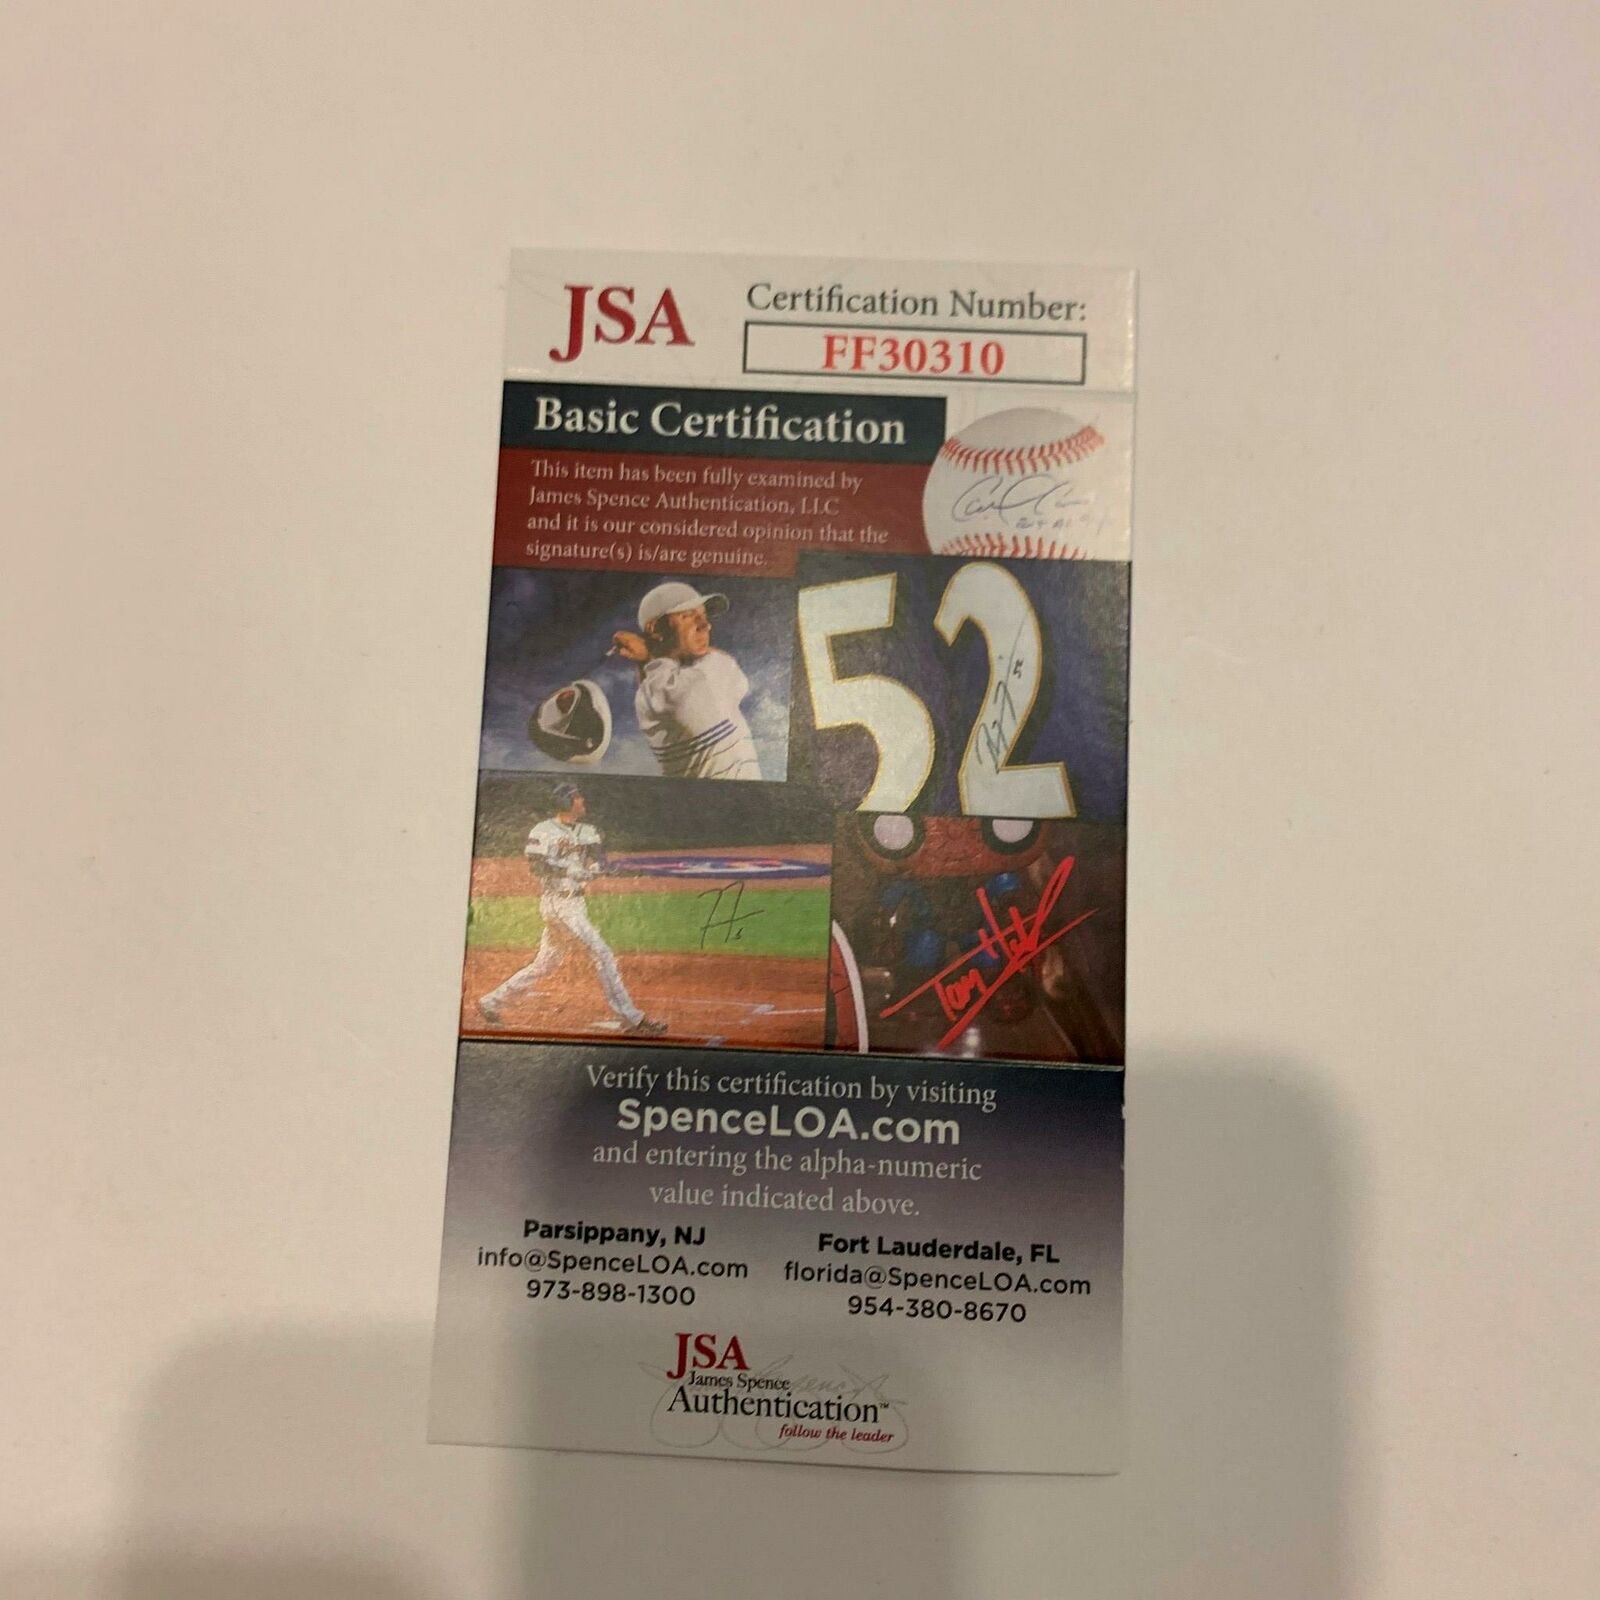 JSA
Certification Number:
FF30310
Basic Certification
This item has been fully examined by
James Spence Authentication, LLC
and it is our considered opinion that the
signature(s) is/are genuine.
52
52
Verify this certification by visiting
SpenceLOA.com
and entering the alpha-numeric
value indicated above.
Parsippany, NJ
info@SpenceLOA.com
973-898-1300
Fort Lauderdale, FL
florida@SpenceLOA.com
954-380-8670
JSA
James Spence
Authentication™
follow the leader